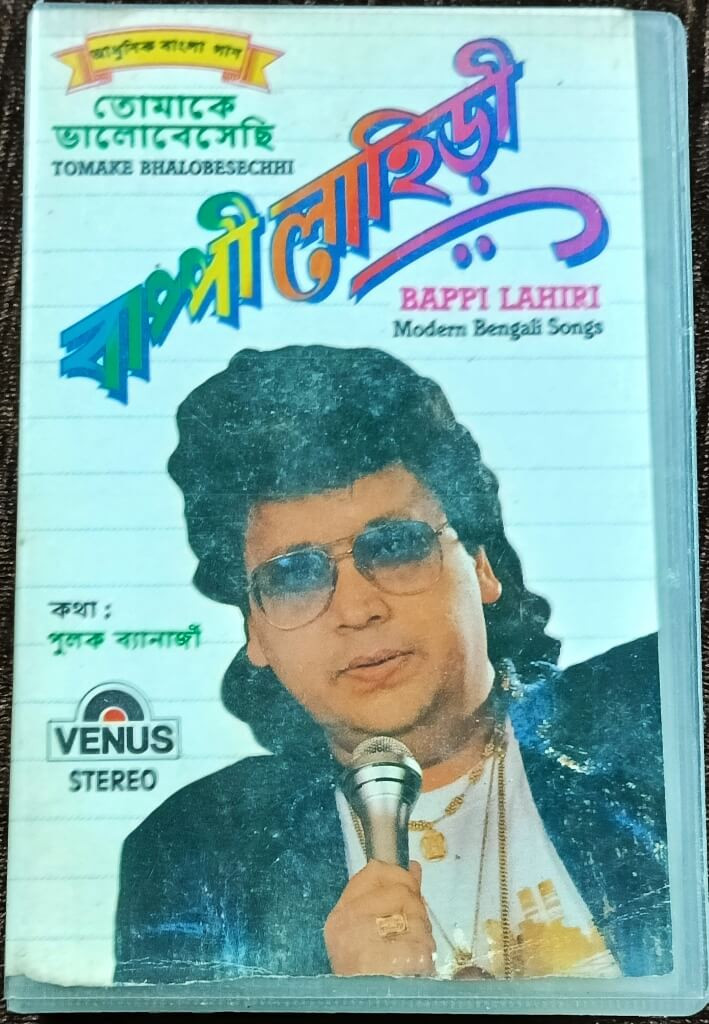 আধুনিক বাংলা গান
তোমাকে
ভালোবেসেছি
TOMAKE BHALOBESECHHI
বাপ্পী লাহিড়ী
BAPPI LAHIRI
Modern Bengali Songs
কথা :
পুলক ব্যানার্জী
VENUS
STEREO